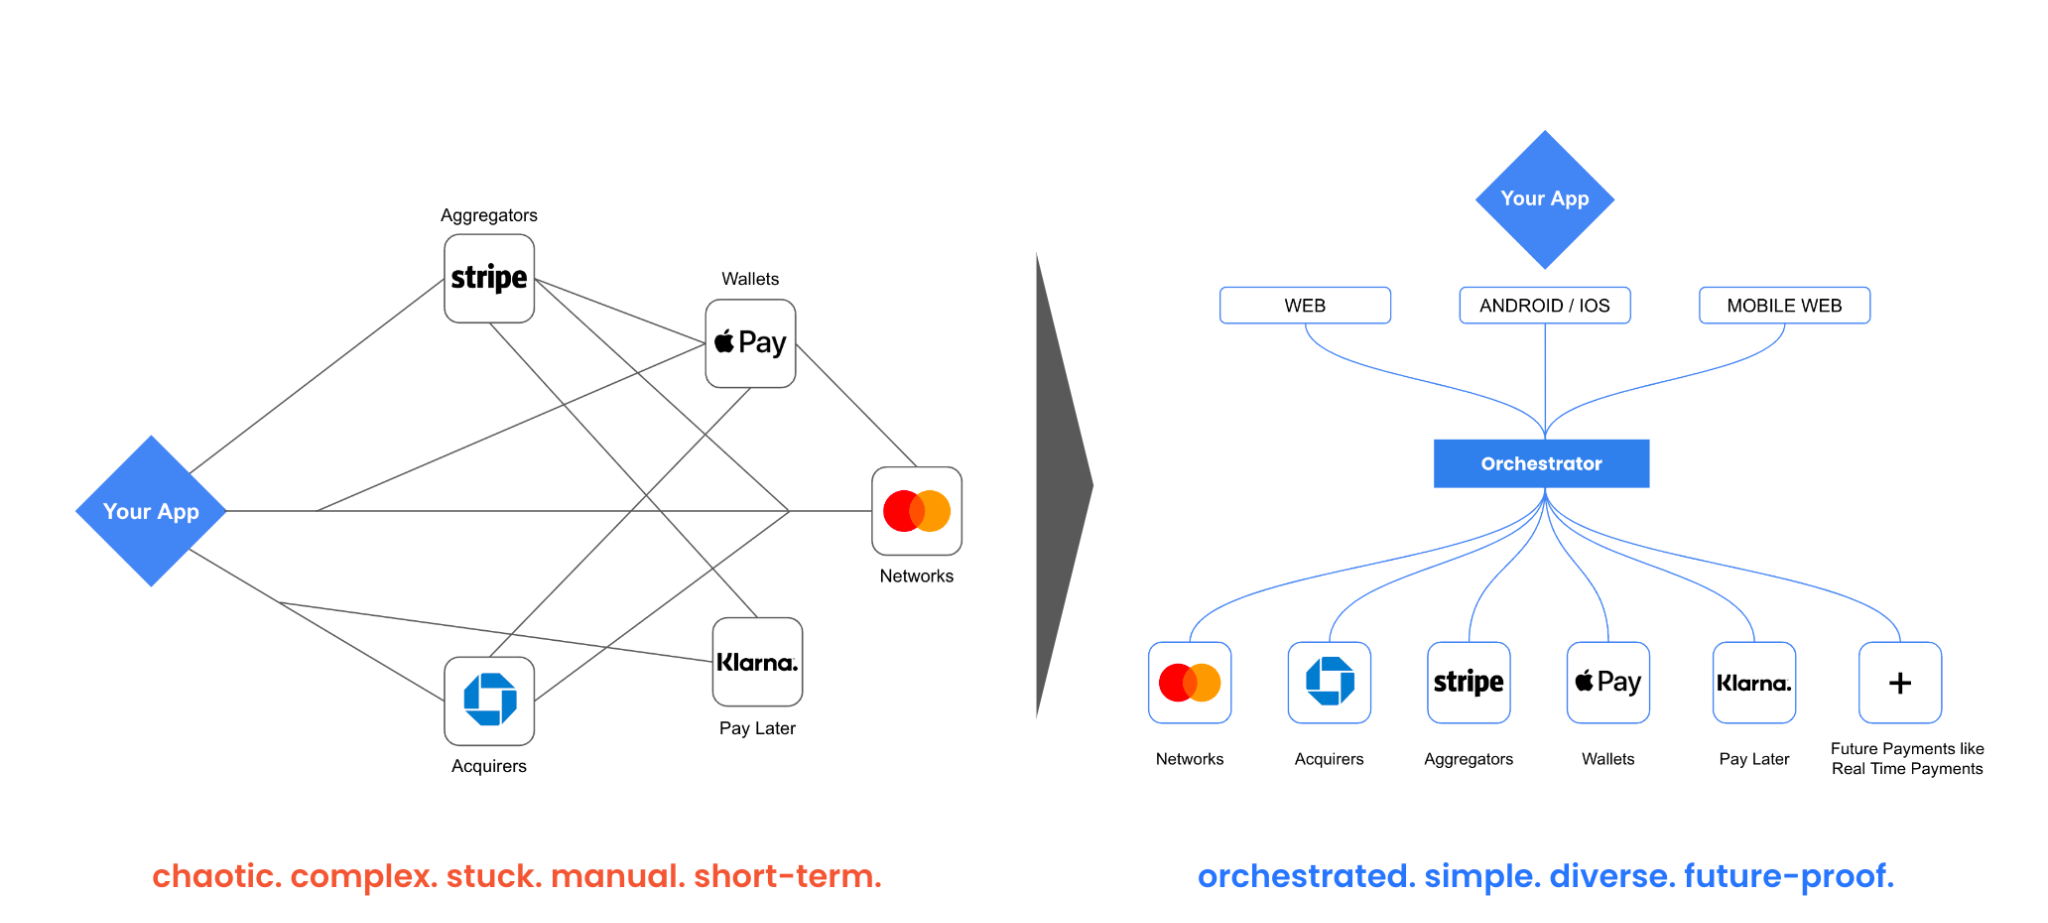 Aggregators
stripe
Wallets
Pay
Your App
Networks
Klarna.
Pay Later
Acquirers
chaotic. complex. stuck. manual. short-term.
Your App
WEB
ANDROID / IOS
MOBILE WEB
Orchestrator
stripe
Pay
Klarna.
+
Networks
Acquirers
Aggregators
Wallets
Pay Later
Future Payments like
Real Time Payments
orchestrated. simple. diverse. future-proof.